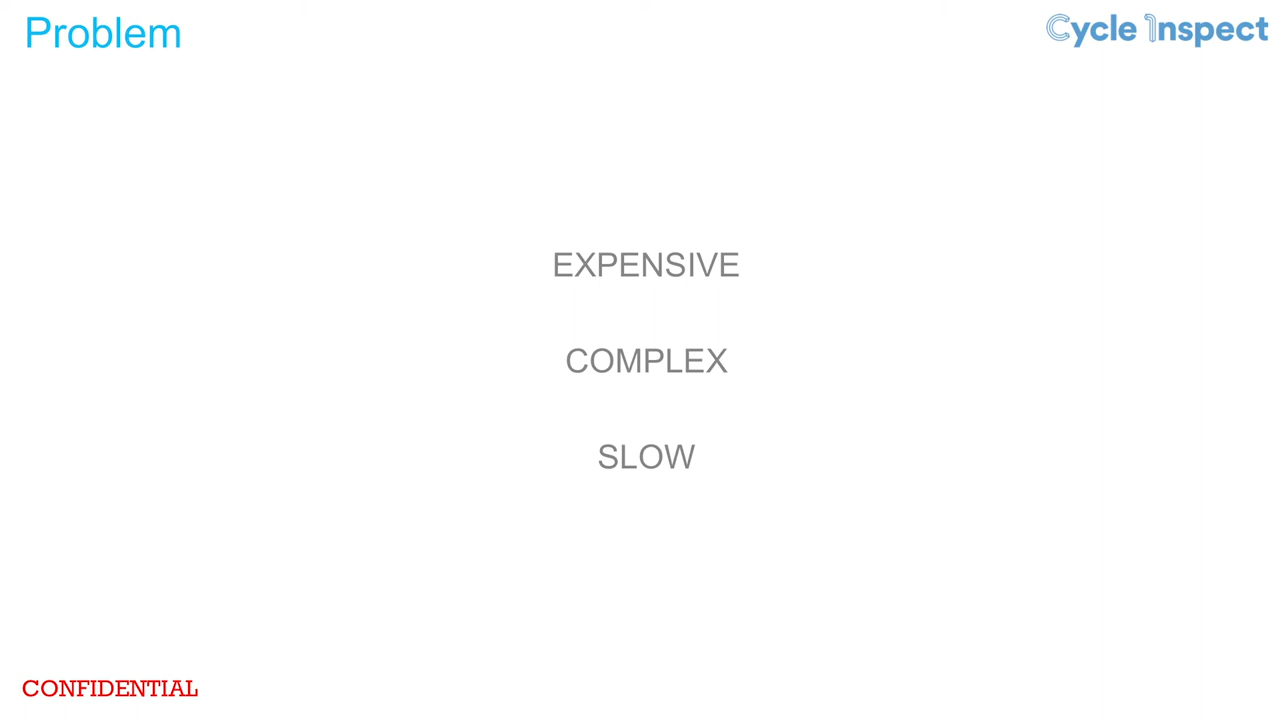 Problem
Cycle Inspect
EXPENSIVE
COMPLEX
SLOW
CONFIDENTIAL